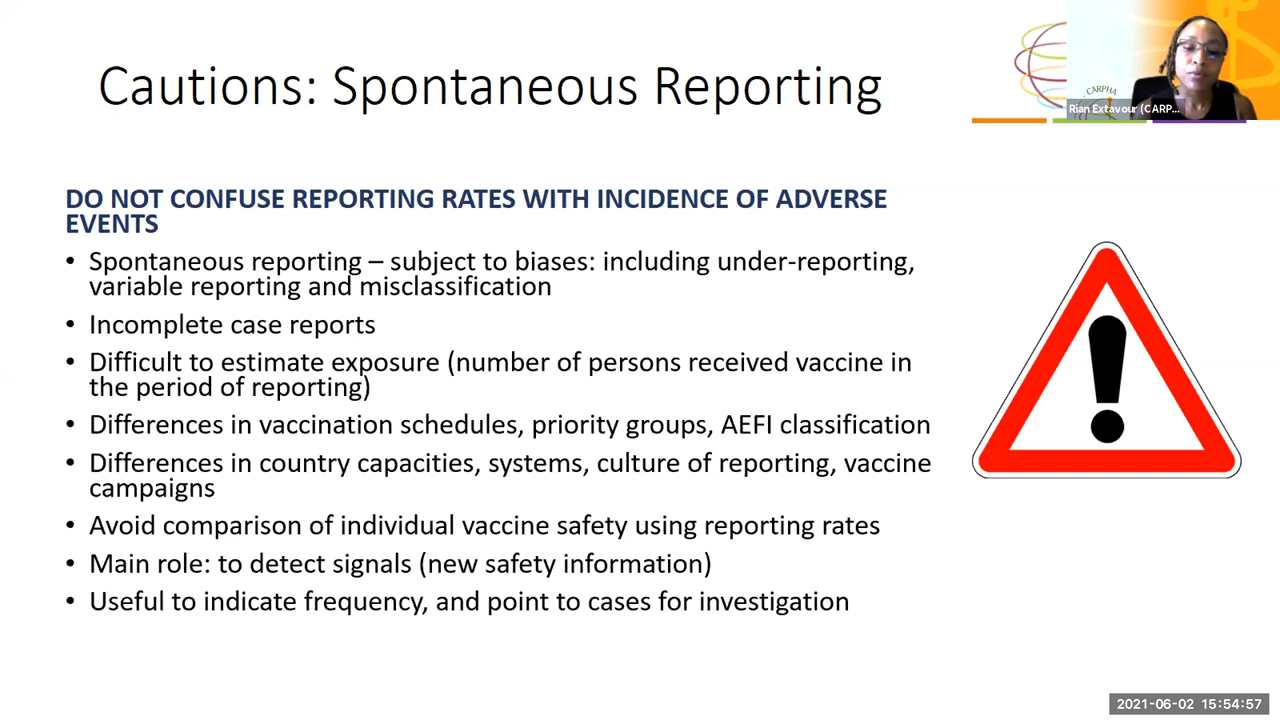 Cautions: Spontaneous Reporting
CARPHA
Rian Extavour (CARP...
DO NOT CONFUSE REPORTING RATES WITH INCIDENCE OF ADVERSE
EVENTS
• Spontaneous reporting – subject to biases: including under-reporting,
variable reporting and misclassification
• Incomplete case reports
• Difficult to estimate exposure (number of persons received vaccine in
the period of reporting)
• Differences in vaccination schedules, priority groups, AEFI classification
• Differences in country capacities, systems, culture of reporting, vaccine
campaigns
• Avoid comparison of individual vaccine safety using reporting rates
• Main role: to detect signals (new safety information)
• Useful to indicate frequency, and point to cases for investigation
2021-06-02 15:54:57